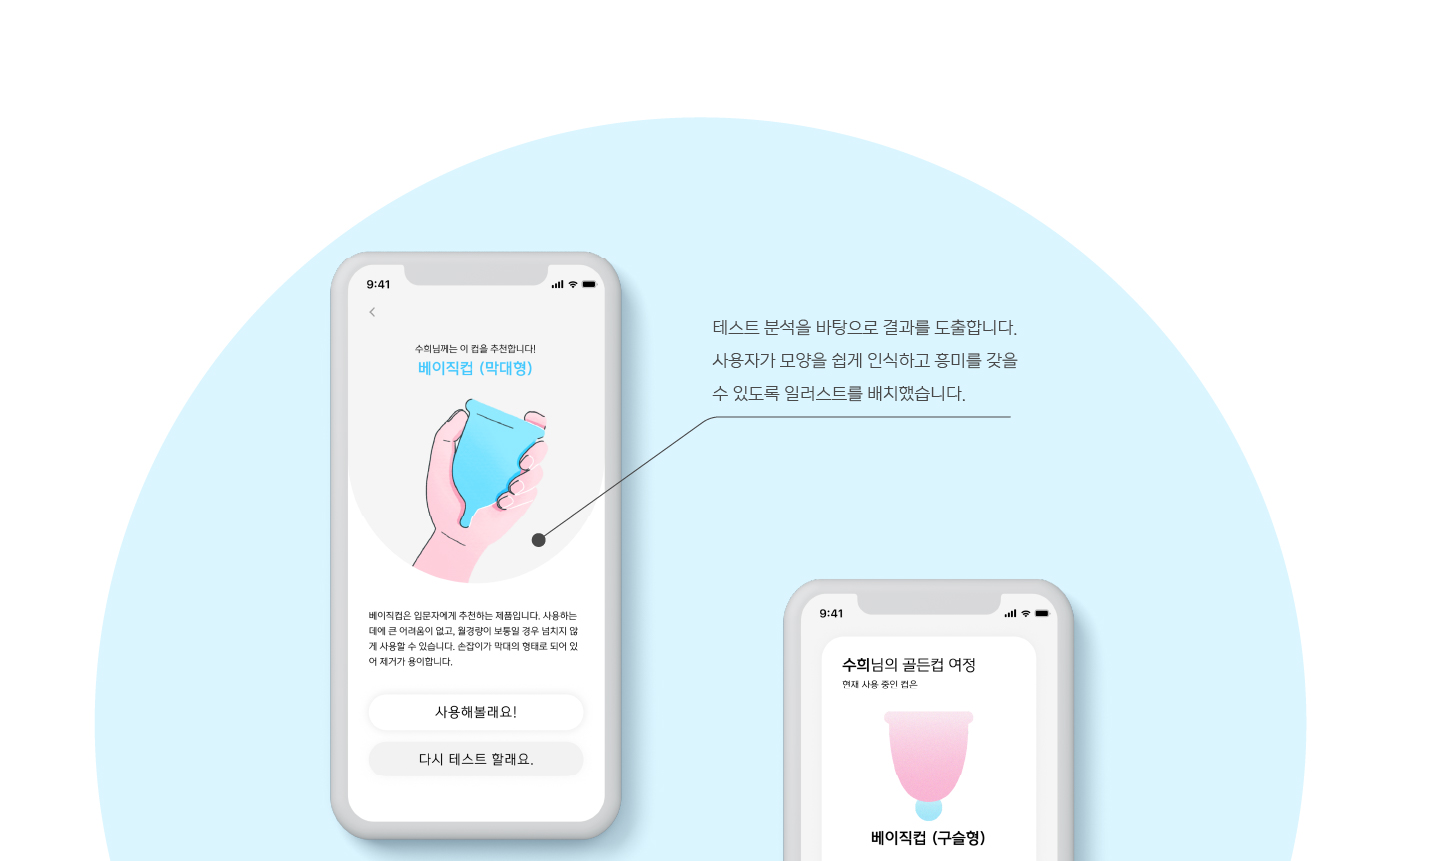 9:41
수희님께는 이 컵을 추천합니다!
베이직컵 (막대형)
베이직컵은 입문자에게 추천하는 제품입니다. 사용하는
데에 큰 어려움이 없고, 월경량이 보통일 경우 넘치지 않
게 사용할 수 있습니다. 손잡이가 막대의 형태로 되어 있
어 제거가 용이합니다.
사용해볼래요!
다시 테스트 할래요.
테스트 분석을 바탕으로 결과를 도출합니다.
사용자가 모양을 쉽게 인식하고 흥미를 갖을
수 있도록 일러스트를 배치했습니다.
9:41
수희님의 골든컵 여정
현재 사용 중인 컵은
베이직컵 (구슬형)